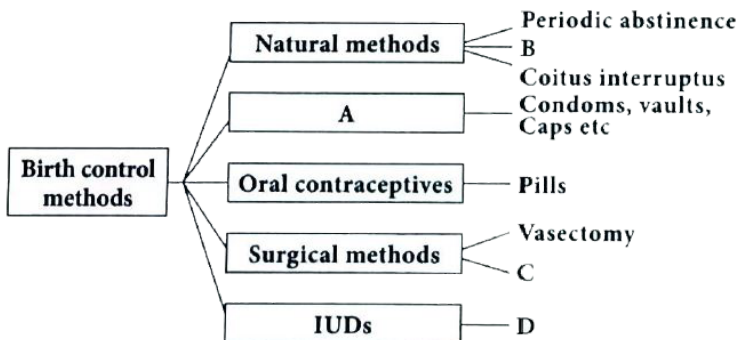 Birth control
methods
Natural methods
Periodic abstinence
B
Coitus interruptus
A
Condoms, vaults,
Caps etc
Oral contraceptives
Pills
Surgical methods
Vasectomy
C
IUDs
D